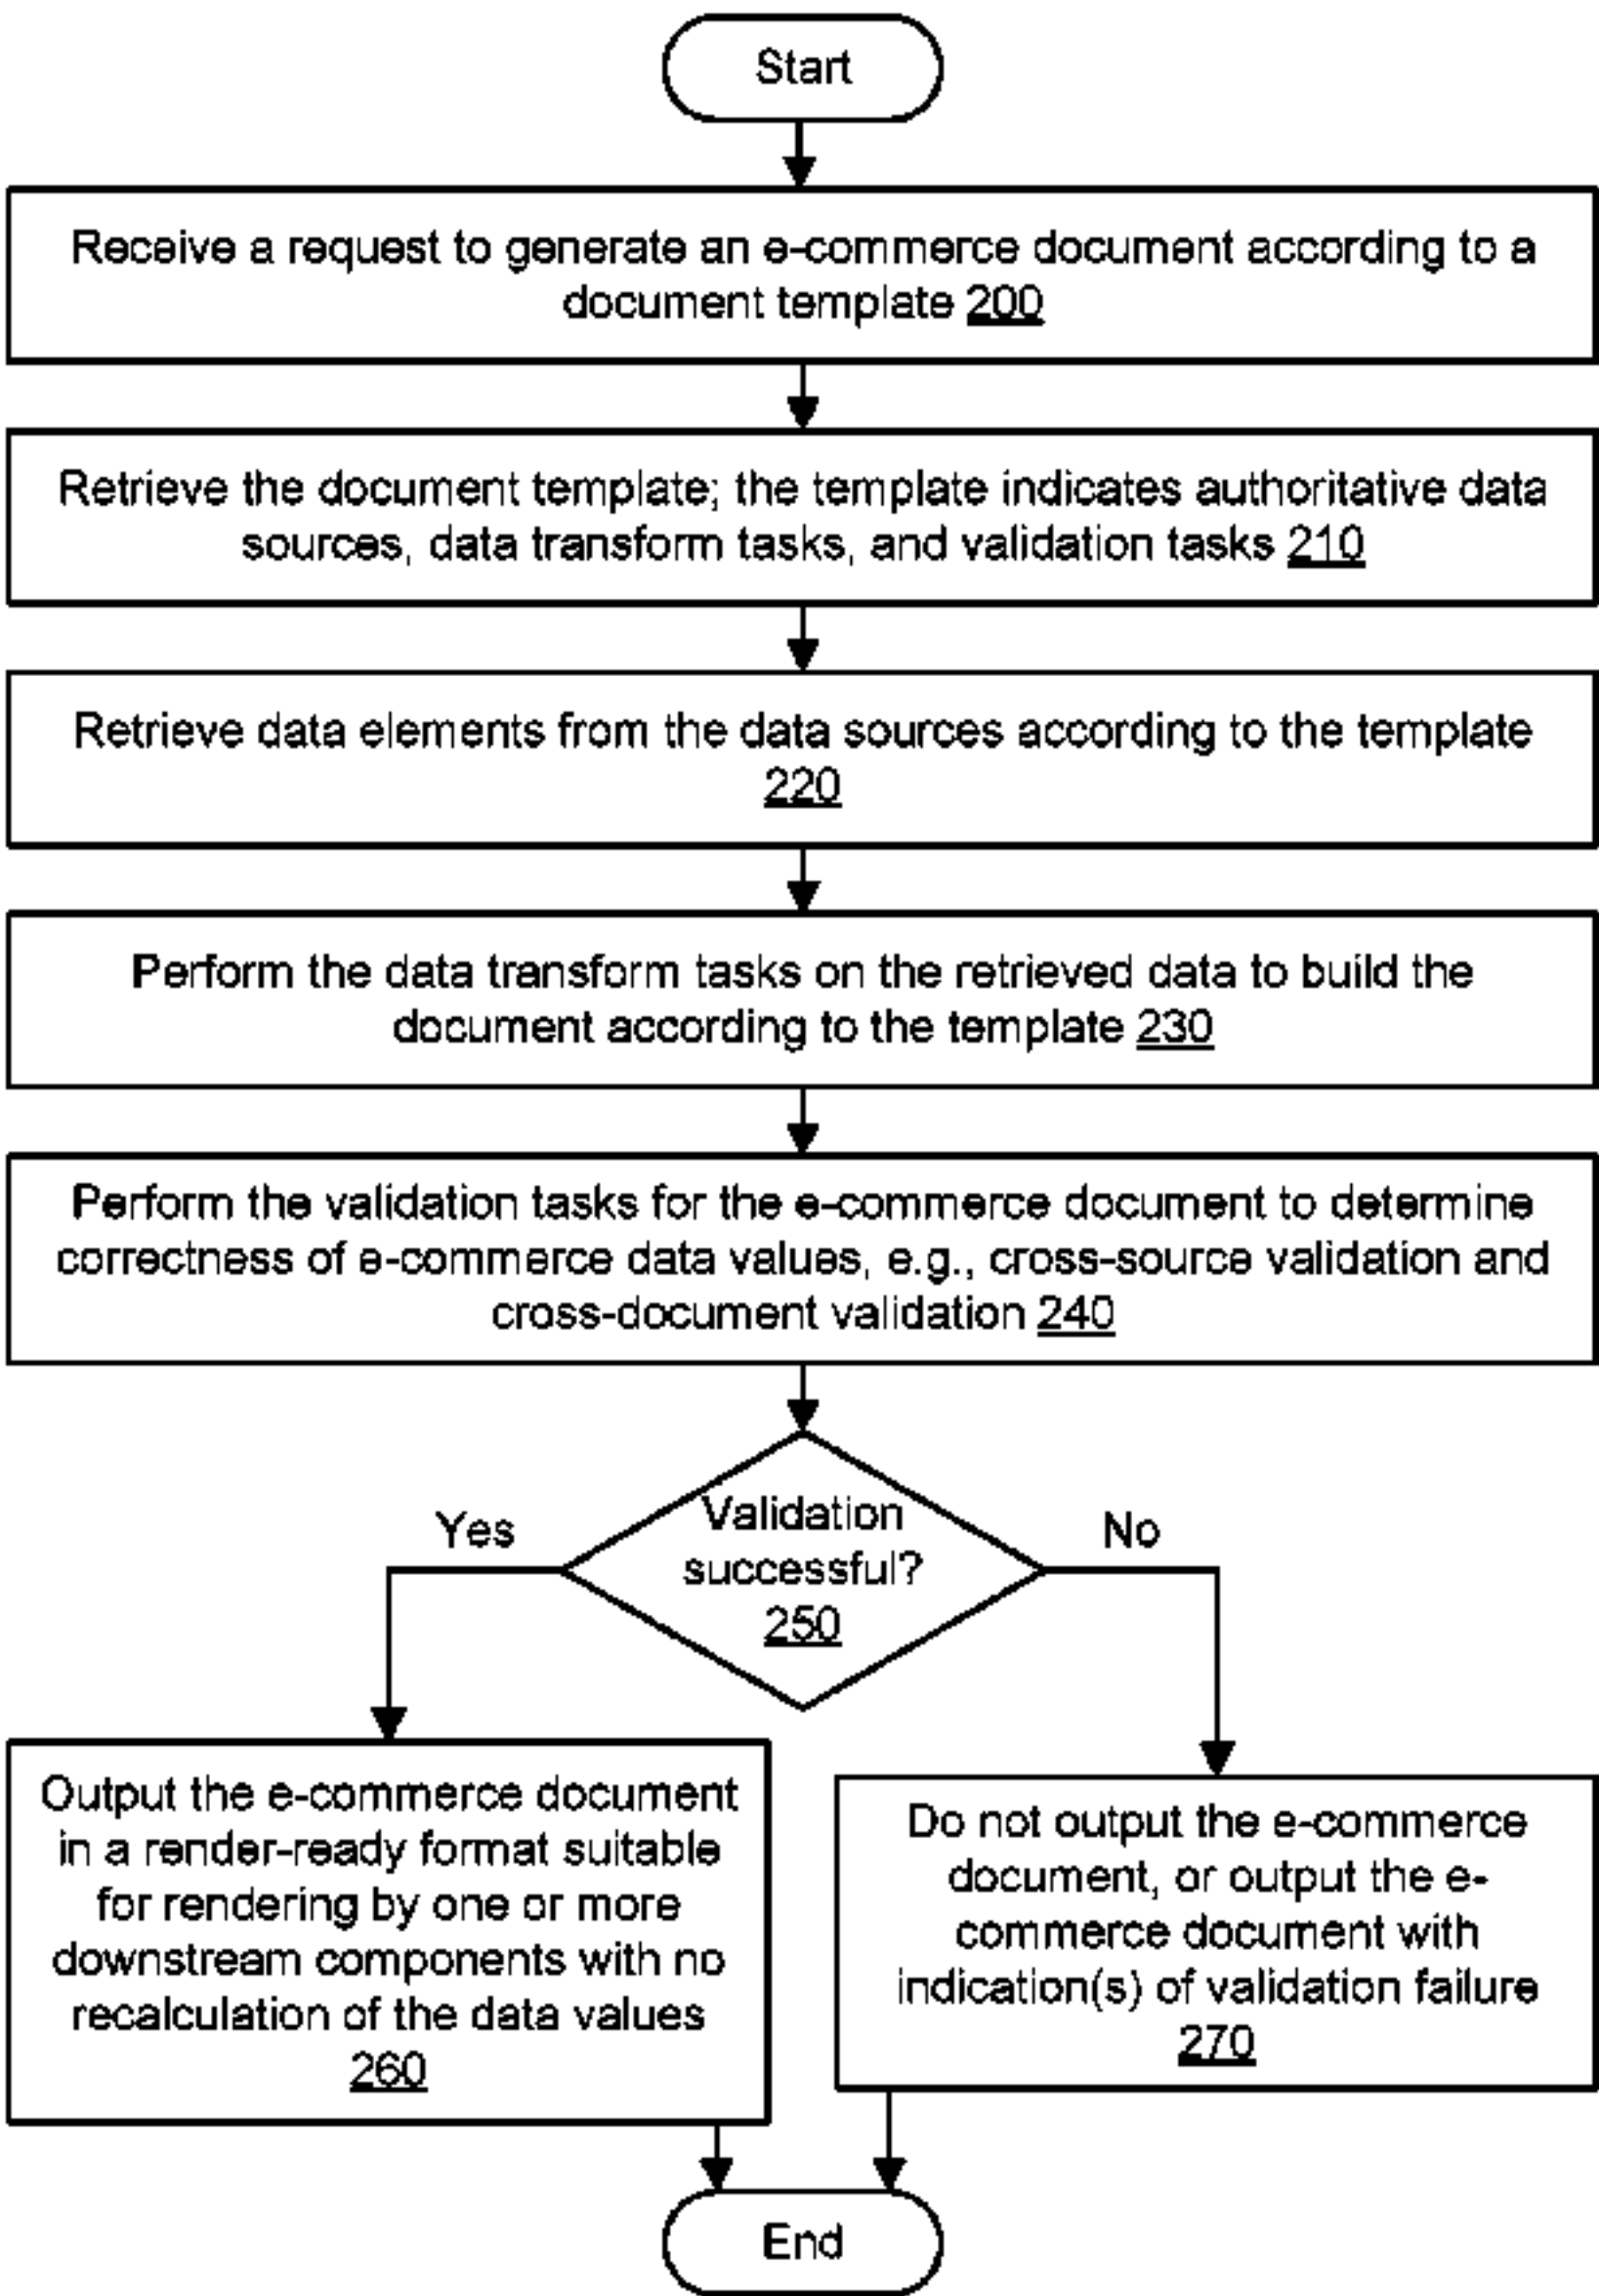 Start
Receive a request to generate an e-commerce document according to a
document template 200
Retrieve the document template; the template indicates authoritative data
sources, data transform tasks, and validation tasks 210
Retrieve data elements from the data sources according to the template
220
Perform the data transform tasks on the retrieved data to build the
document according to the template 230
Perform the validation tasks for the e-commerce document to determine
correctness of e-commerce data values, e.g., cross-source validation and
cross-document validation 240
Validation
successful?
250
Yes
No
Output the e-commerce document
in a render-ready format suitable
for rendering by one or more
downstream components with no
recalculation of the data values
260
Do not output the e-commerce
document, or output the e-
commerce document with
indication(s) of validation failure
270
End